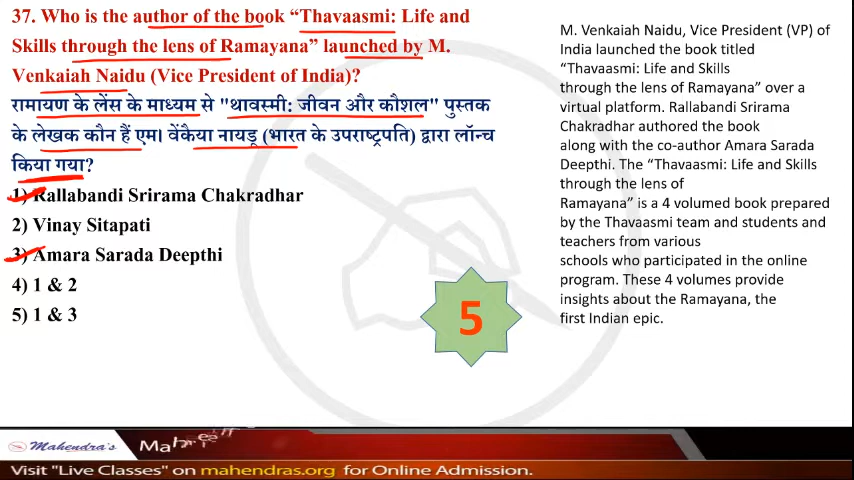 37. Who is the author of the book “Thavaasmi: Life and
Skills through the lens of Ramayana” launched by M.
Venkaiah Naidu (Vice President of India)?
रामायण के लेंस के माध्यम से "थावस्मी: जीवन और कौशल" पुस्तक
के लेखक कौन हैं एम। वेंकैया नायडू (भारत के उपराष्ट्रपति) द्वारा लॉन्च
किया गया?
1) Rallabandi Srirama Chakradhar
2) Vinay Sitapati
3) Amara Sarada Deepthi
4) 1 & 2
5) 1 & 3
5
M. Venkaiah Naidu, Vice President (VP) of
India launched the book titled
“Thavaasmi: Life and Skills
through the lens of Ramayana” over a
virtual platform. Rallabandi Srirama
Chakradhar authored the book
along with the co-author Amara Sarada
Deepthi. The “Thavaasmi: Life and Skills
through the lens of
Ramayana” is a 4 volumed book prepared
by the Thavaasmi team and students and
teachers from various
schools who participated in the online
program. These 4 volumes provide
insights about the Ramayana, the
first Indian epic.
Mahendra's
Visit "Live Classes" on mahendras.org for Online Admission.